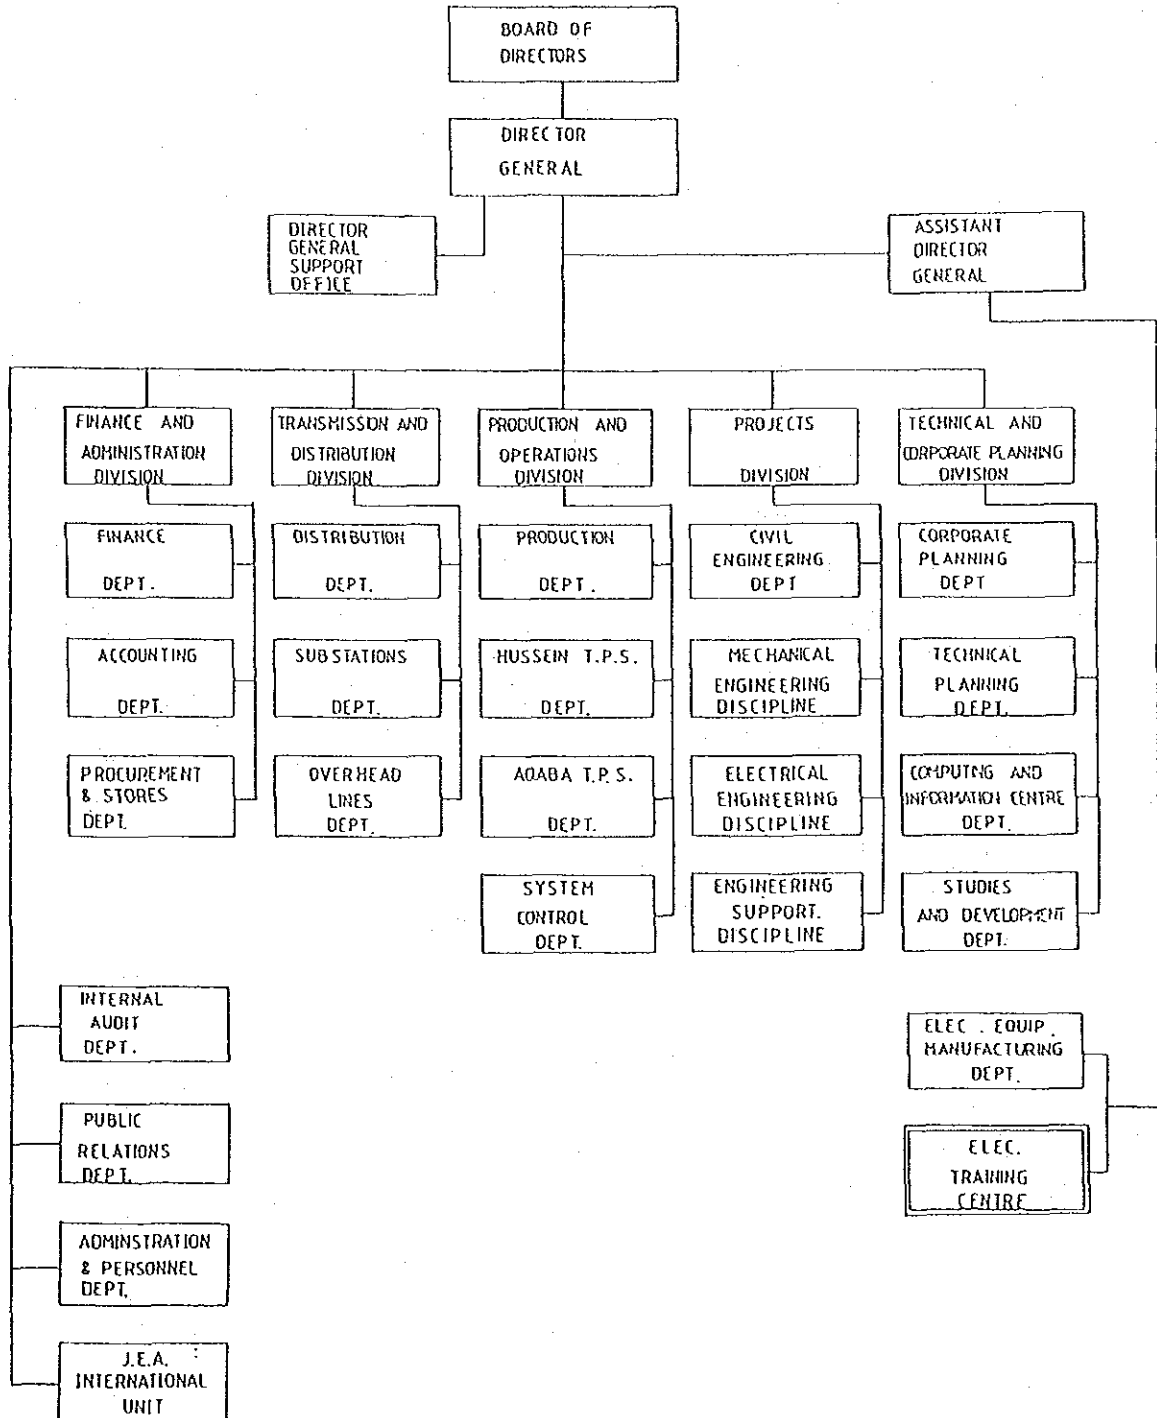 BOARD OF
DIRECTORS
DIRECTOR
GENERAL
DIRECTOR
GENERAL
SUPPORT
OFFICE
ASSISTANT
DIRECTOR
GENERAL
FINANCE AND
ADMINISTRATION
DIVISION
TRANSMISSION AND
DISTRIBUTION
DIVISION
PRODUCTION AND
OPERATIONS
DIVISION
PROJECTS
DIVISION
TECHNICAL AND
CORPORATE PLANNING
DIVISION
FINANCE
DEPT.
DISTRIBUTION
DEPT.
PRODUCTION
DEPT.
CIVIL
ENGINEERING
DEPT
CORPORATE
PLANNING
DEPT
ACCOUNTING
DEPT.
SUBSTATIONS
DEPT.
HUSSEIN T.P.S.
DEPT.
MECHANICAL
ENGINEERING
DISCIPLINE
TECHNICAL
PLANNING
DEPT.
PROCUREMENT
& STORES
DEPT.
OVERHEAD
LINES
DEPT.
AQABA T.P.S.
DEPT.
ELECTRICAL
ENGINEERING
DISCIPLINE
COMPUTING AND
INFORMATION CENTRE
DEPT.
SYSTEM
CONTROL
DEPT.
ENGINEERING
SUPPORT.
DISCIPLINE
STUDIES
AND DEVELOPMENT
DEPT.
INTERNAL
AUDIT
DEPT.
ELEC. EQUIP.
MANUFACTURING
DEPT.
PUBLIC
RELATIONS
DEPT.
ELEC.
TRAINING
CENTRE
ADMINSTRATION
& PERSONNEL
DEPT.
J.E.A.
INTERNATIONAL
UNIT